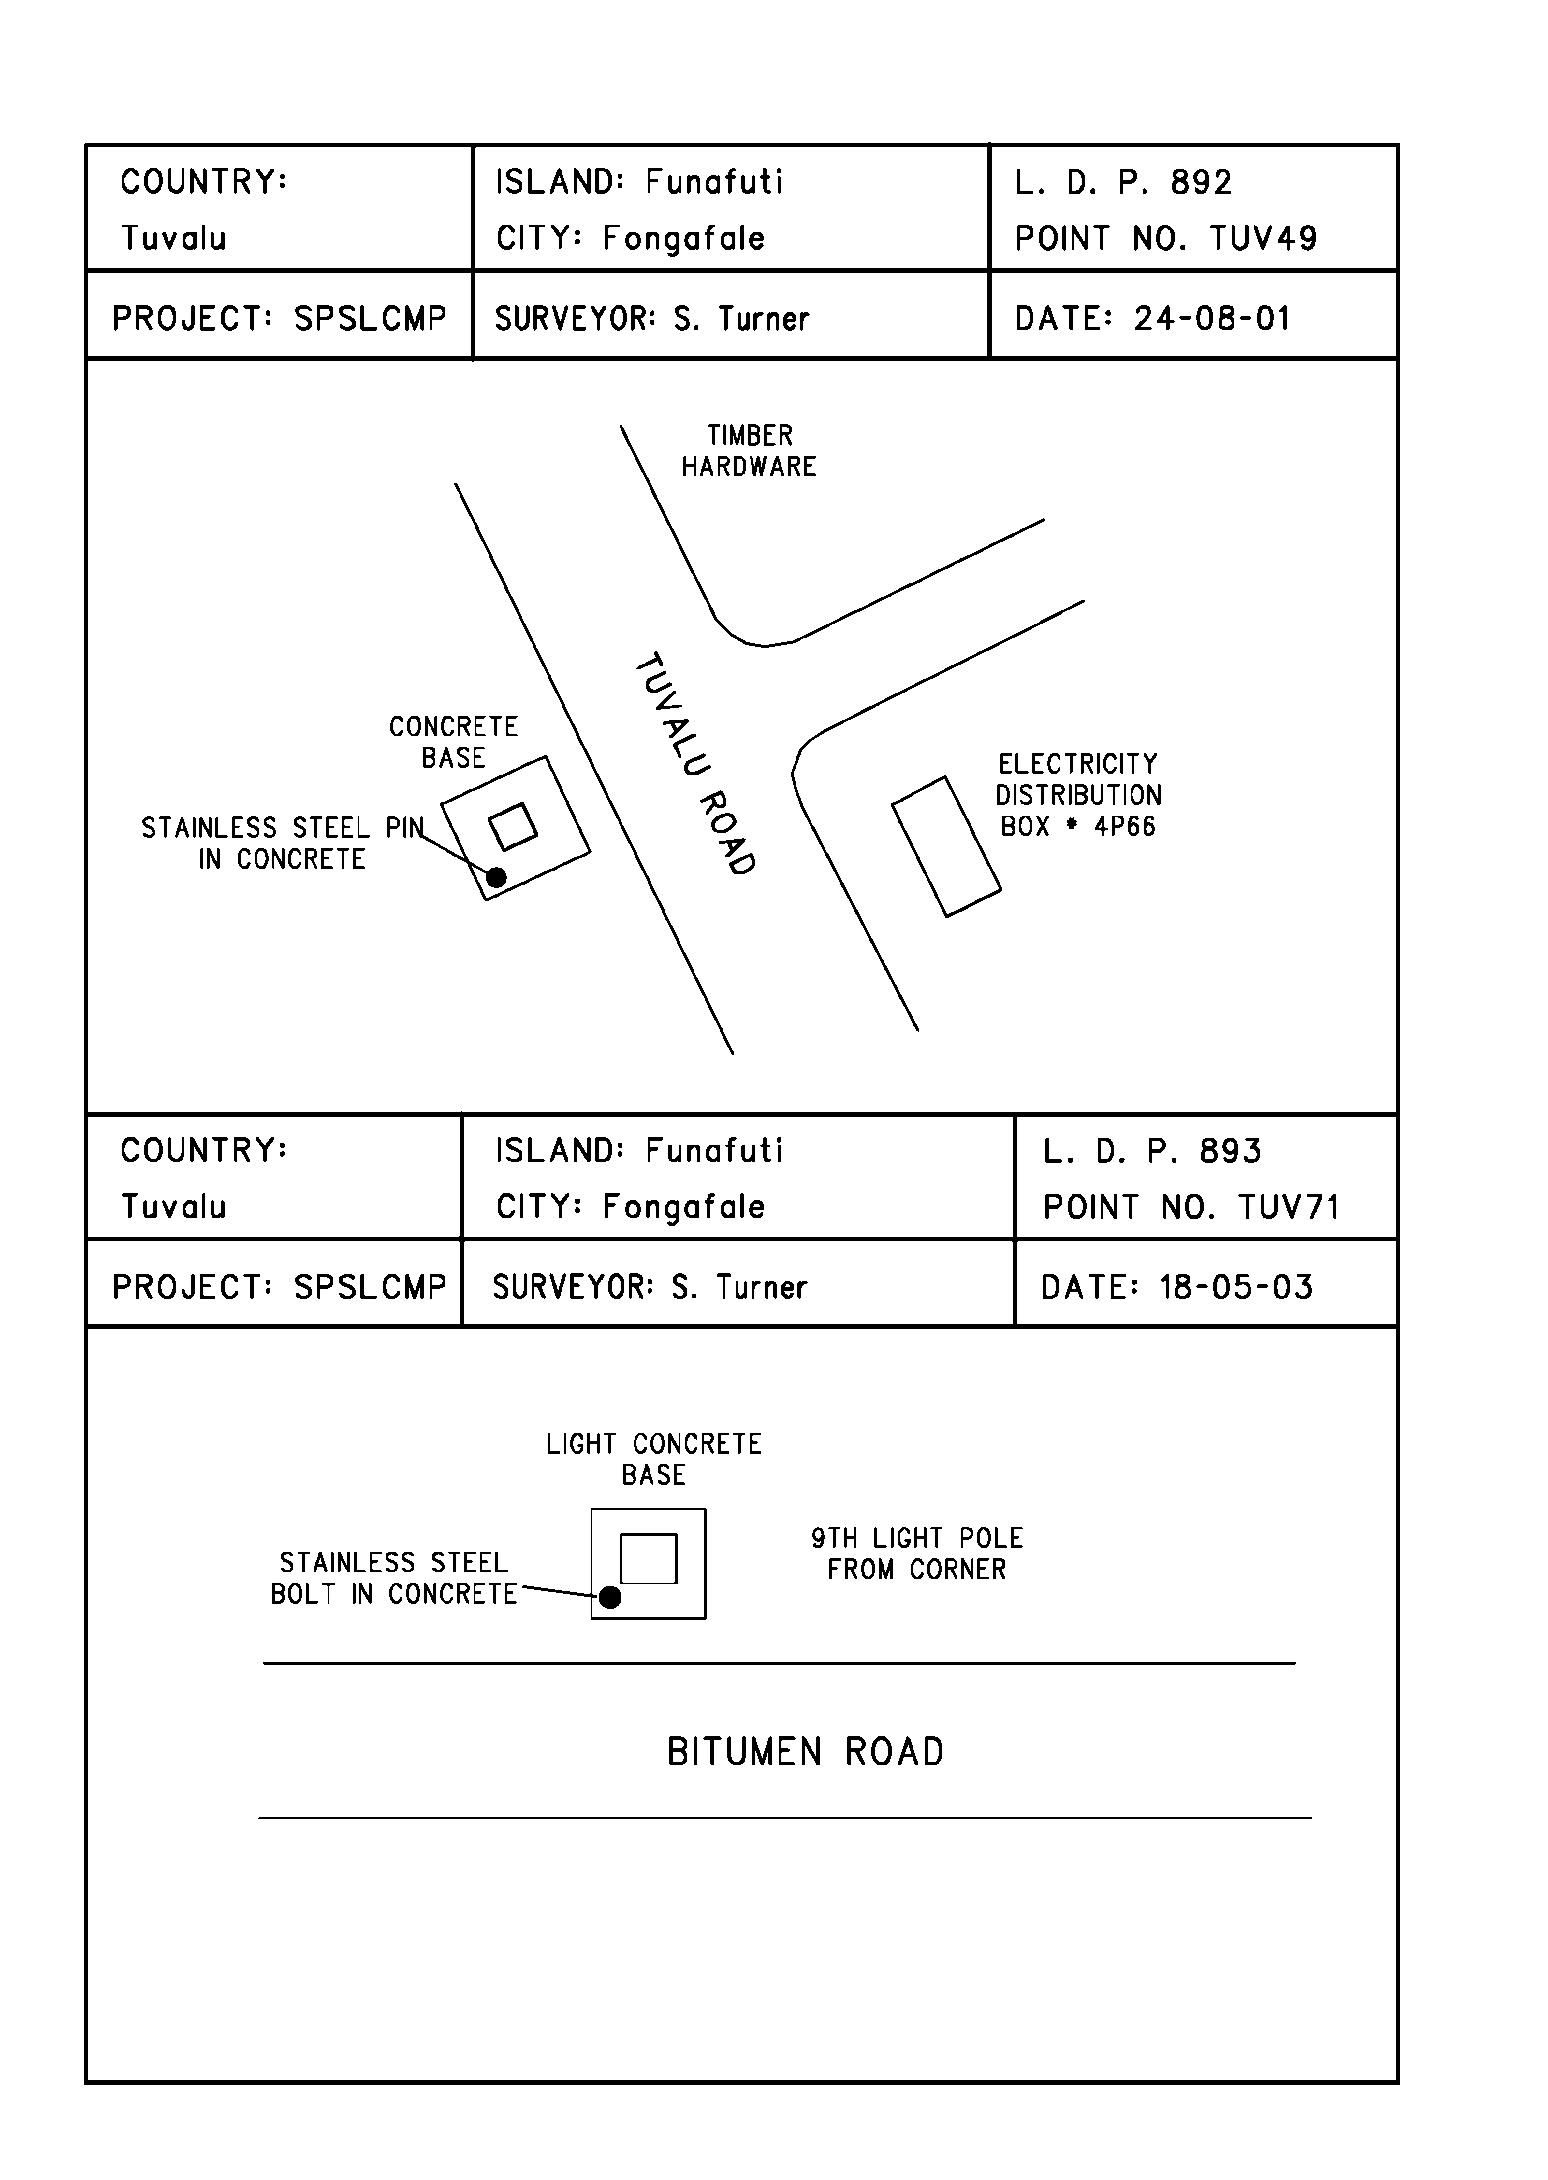 COUNTRY:
Tuvalu
ISLAND: Funafuti
CITY: Fongafale
L. D. P. 892
POINT NO. TUV49
PROJECT: SPSLCMP
SURVEYOR: S. Turner
DATE: 24-08-01
TIMBER
HARDWARE
TUVALU ROAD
CONCRETE
BASE
STAINLESS STEEL PIN
IN CONCRETE
ELECTRICITY
DISTRIBUTION
BOX * 4P66
COUNTRY:
Tuvalu
ISLAND: Funafuti
CITY: Fongafale
L. D. P. 893
POINT NO. TUV71
PROJECT: SPSLCMP
SURVEYOR: S. Turner
DATE: 18-05-03
LIGHT CONCRETE
BASE
STAINLESS STEEL
BOLT IN CONCRETE
9TH LIGHT POLE
FROM CORNER
BITUMEN ROAD